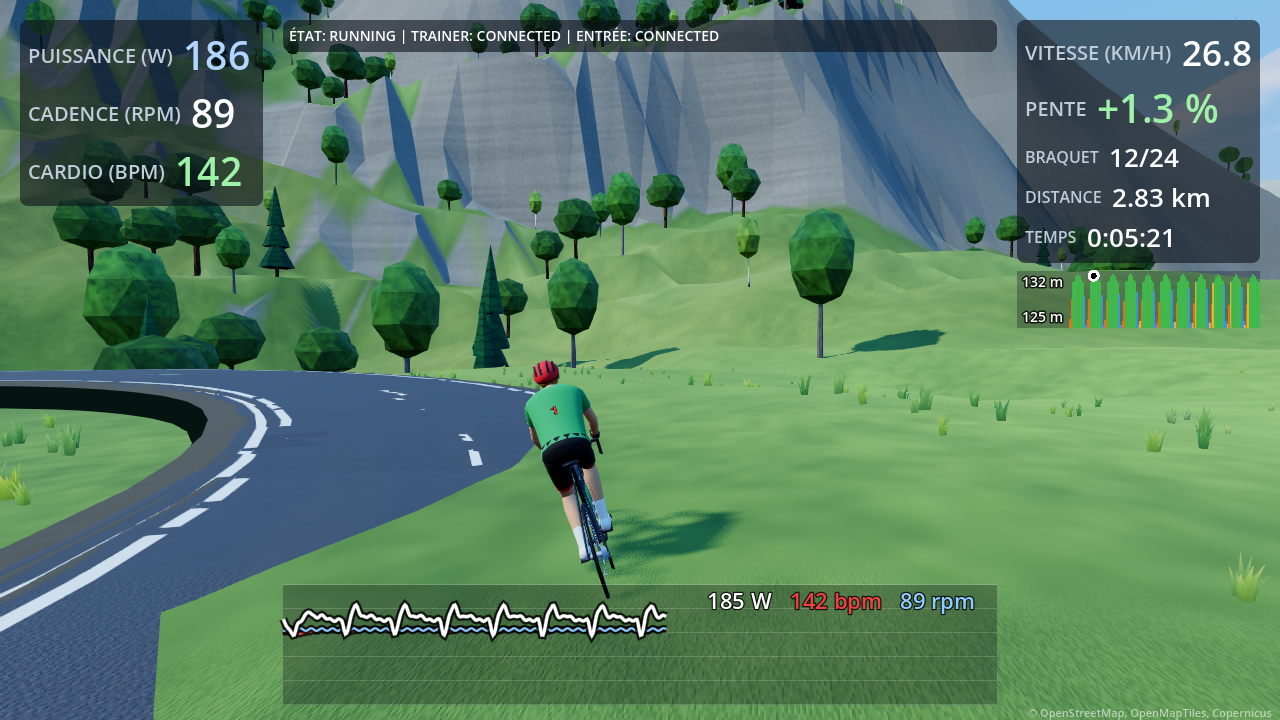 PUISSANCE (W) 186
CADENCE (RPM) 89
CARDIO (BPM) 142
ÉTAT: RUNNING | TRAINER: CONNECTED | ENTRÉE: CONNECTED
VITESSE (KM/H) 26.8
PENTE +1.3 %
BRAQUET 12/24
DISTANCE 2.83 km
TEMPS 0:05:21
132 m
125 m
185 W 142 bpm 89 rpm
© OpenStreetMap, OpenMapTiles, Copernicus